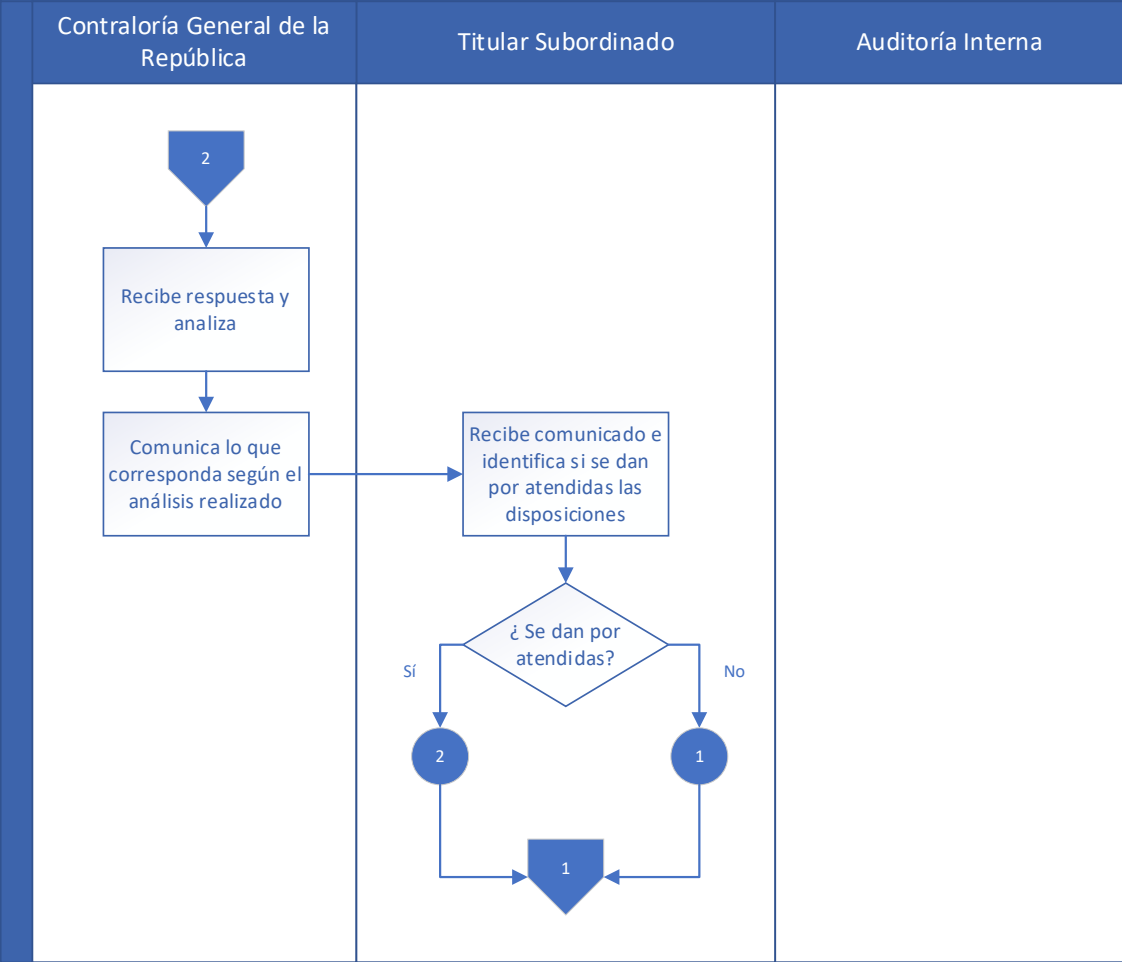 Contraloría General de la
República
Titular Subordinado
Auditoría Interna
2
Recibe respuesta y
analiza
Comunica lo que
corresponda según el
análisis realizado
Recibe comunicado e
identifica si se dan
por atendidas las
disposiciones
¿ Se dan por
atendidas?
Sí
No
2
1
1